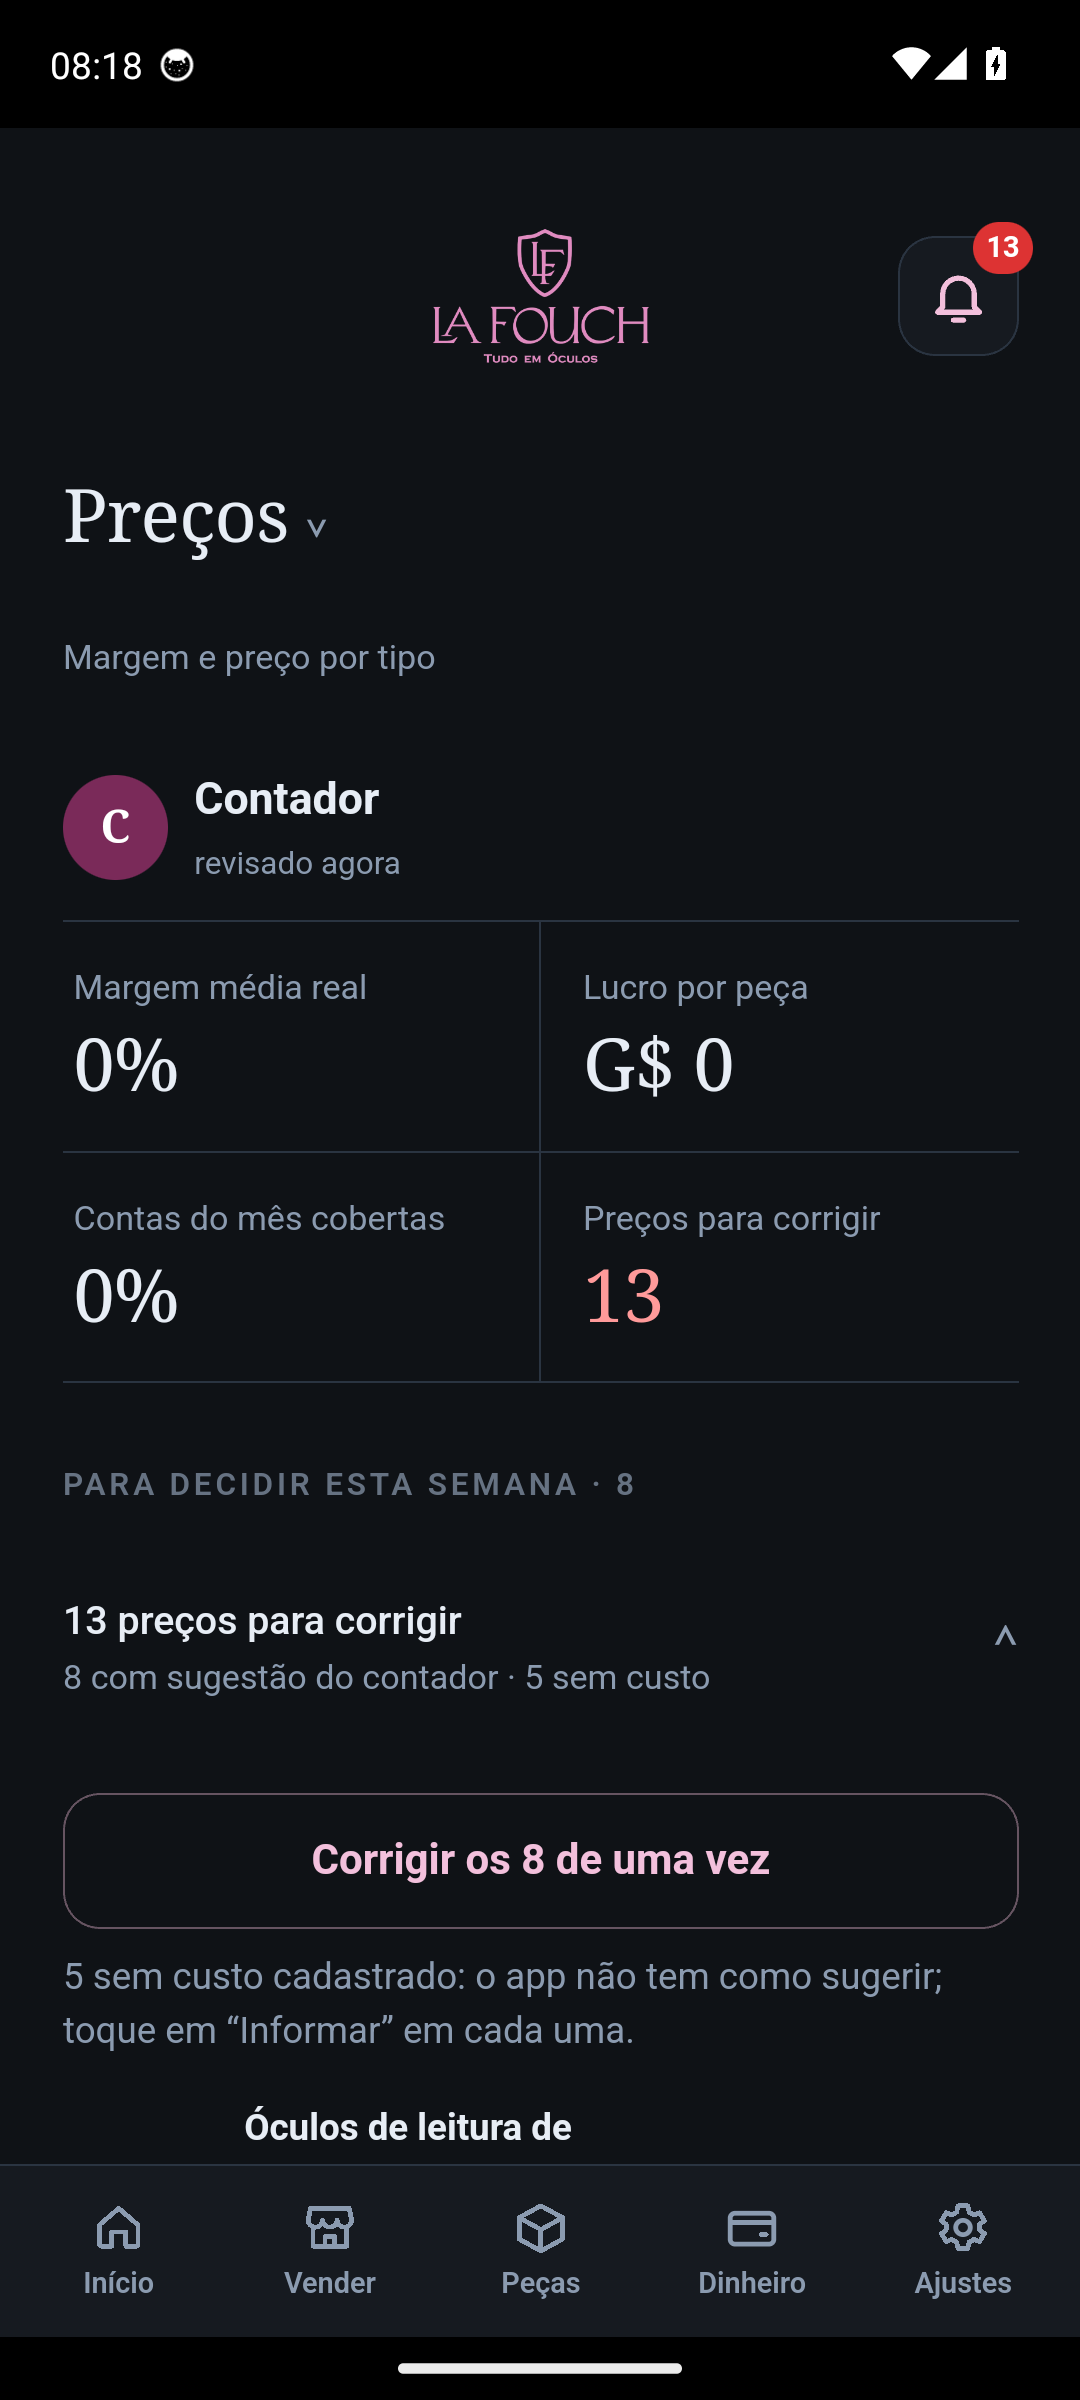 08:18
13
LF
LA FOUCH
TUDO EM ÓCULOS
Preços
Margem e preço por tipo
C
Contador
revisado agora
Margem média real
0%
Lucro por peça
G$ 0
Contas do mês cobertas
0%
Preços para corrigir
13
PARA DECIDIR ESTA SEMANA · 8
13 preços para corrigir
8 com sugestão do contador · 5 sem custo
Corrigir os 8 de uma vez
5 sem custo cadastrado: o app não tem como sugerir;
toque em “Informar” em cada uma.
Óculos de leitura de
Início
Vender
Peças
Dinheiro
Ajustes